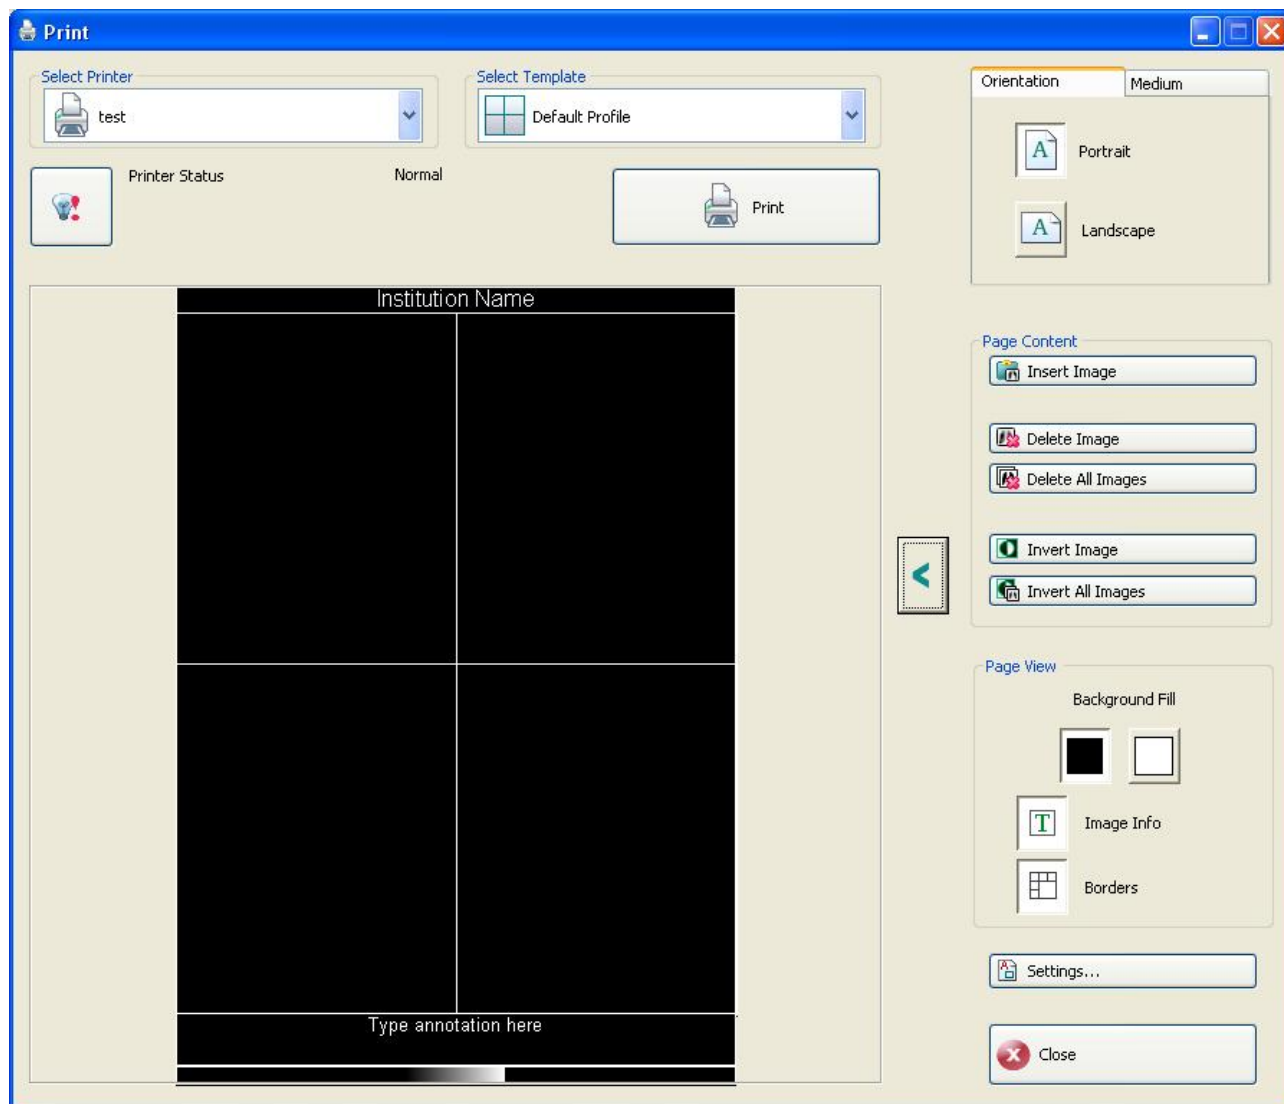 Print
Select Printer
test
Select Template
Default Profile
Printer Status
Normal
Print
Institution Name
Type annotation here
Orientation
Medium
A
Portrait
A
Landscape
Page Content
Insert Image
Delete Image
Delete All Images
Invert Image
Invert All Images
Page View
Background Fill
T
Image Info
Borders
Settings...
Close